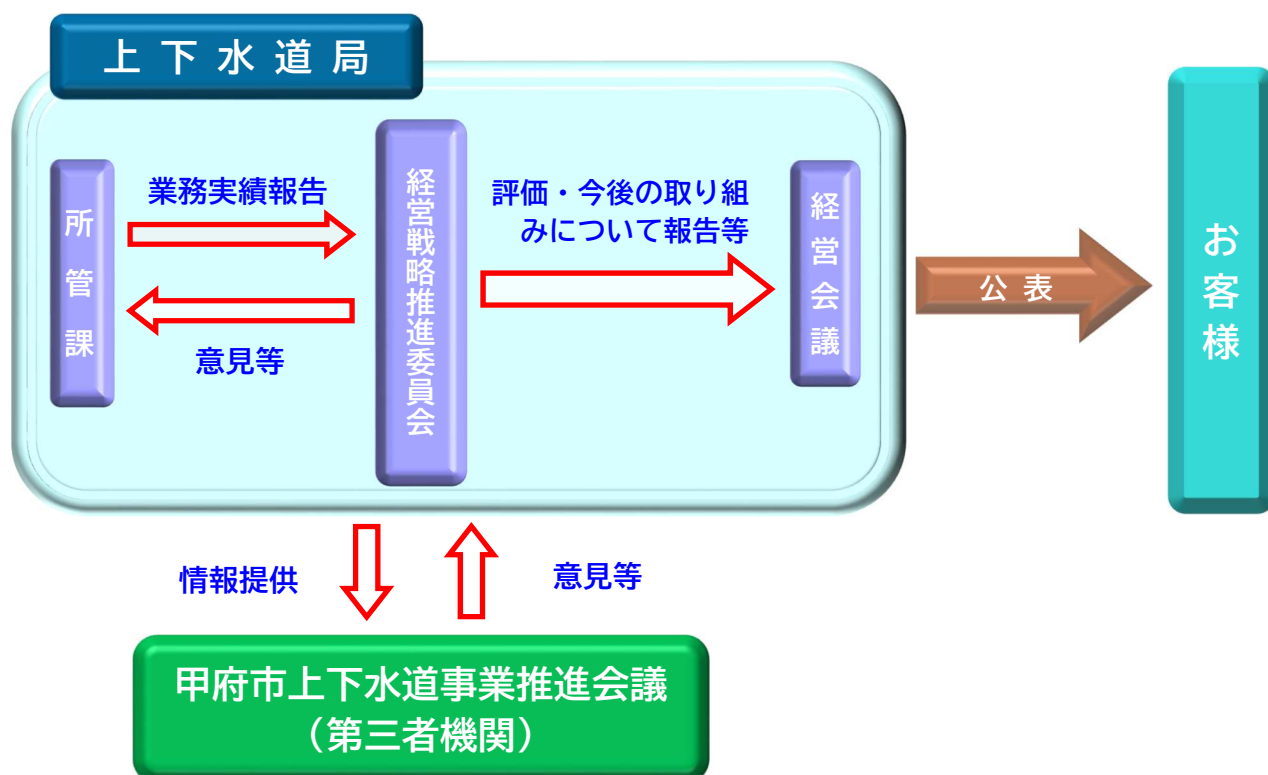 上下水道局
所管課
業務実績報告
意見等
経営戦略推進委員会
評価・今後の取り組
みについて報告等
経営会議
公表
お客様
情報提供
意見等
甲府市上下水道事業推進会議
（第三者機関）